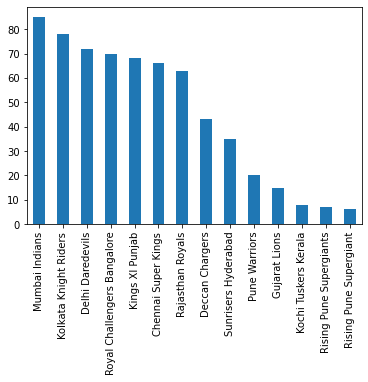 80
70
60
50
40
30
20
10
0
Mumbai Indians
Kolkata Knight Riders
Delhi Daredevils
Royal Challengers Bangalore
Kings XI Punjab
Chennai Super Kings
Rajasthan Royals
Deccan Chargers
Sunrisers Hyderabad
Pune Warriors
Gujarat Lions
Kochi Tuskers Kerala
Rising Pune Supergiants
Rising Pune Supergiant